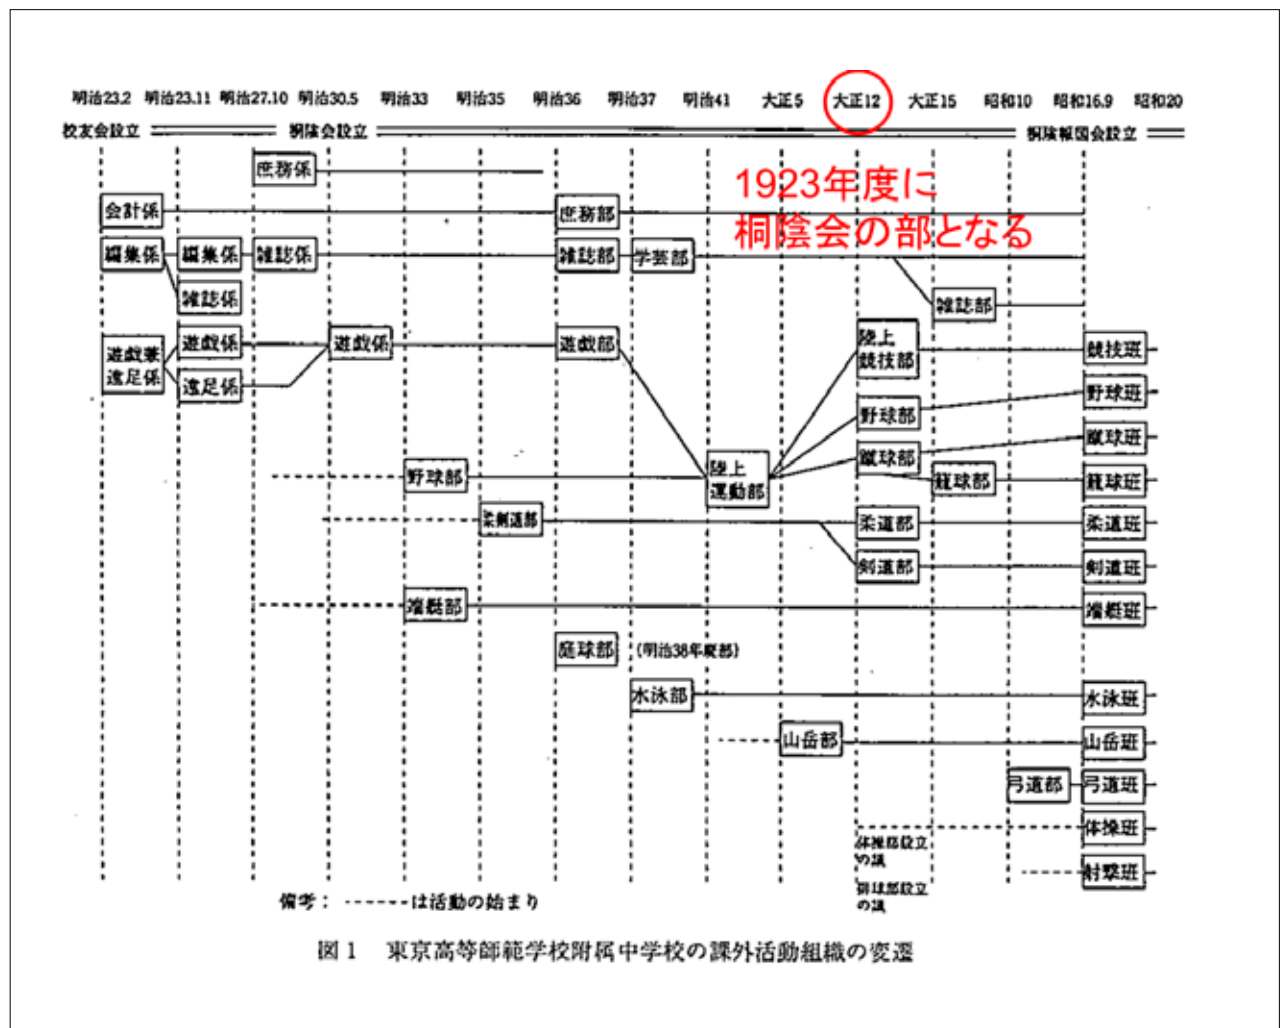 明治23.2 明治23.11 明治27.10 明治30.5 明治33 明治35 明治36 明治37 明治41 大正5 大正12 大正15 昭和10 昭和16.9 昭和20
校友会設立 桐陰会設立 桐陰報国会設立
庶務係
1923年度に
桐陰会の部となる
会計係 庶務部
編集係 編集係 雑誌係 雑誌部 学芸部
雑誌係 雑誌部
遊戯兼
遠足係
遊戯係 遊戯係 遊戯部
陸上
競技部
競技班
遠足係
野球部 野球班
蹴球部 蹴球班
野球部
陸上
運動部
籠球部 籠球班
柔剣道部 柔道部 柔道班
剣道部 剣道班
端艇部 端艇班
庭球部 (明治38年廃部)
水泳部 水泳班
山岳部 山岳班
弓道部 弓道班
体操班
体操部設立
の議
射撃班
排球部設立
の議
備考： ------は活動の始まり
図1 東京高等師範学校附属中学校の課外活動組織の変遷